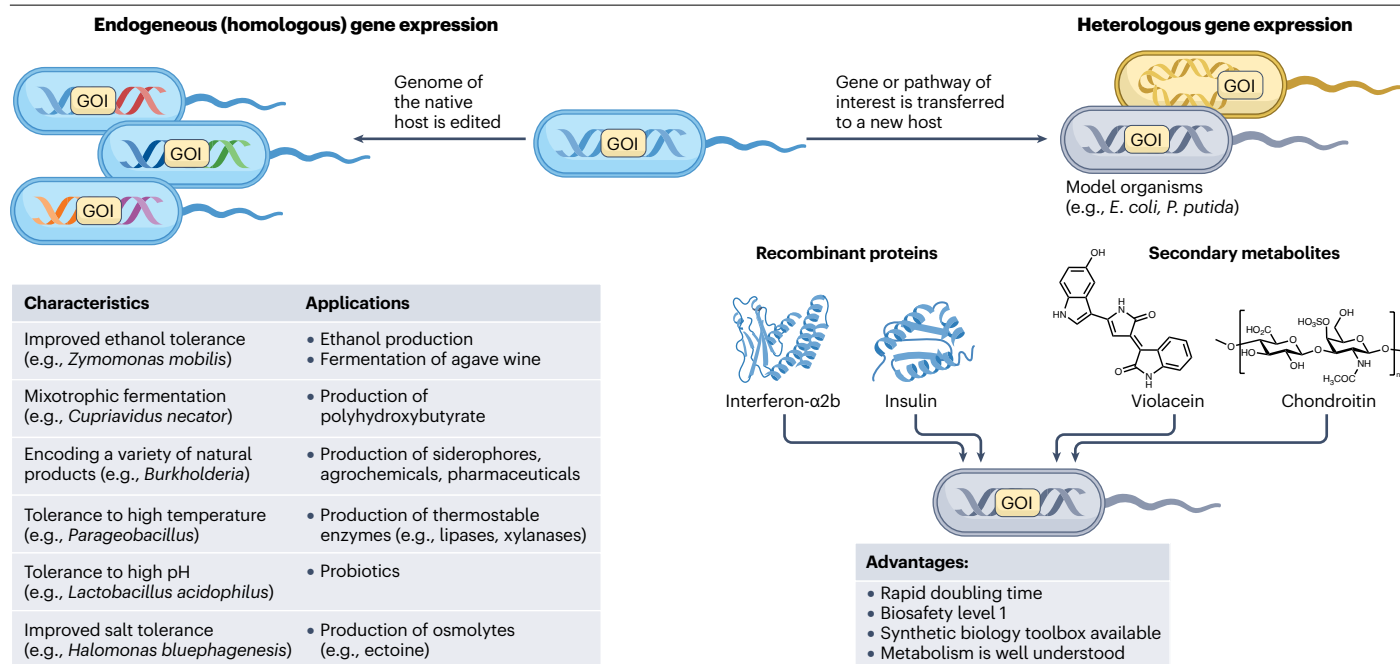 Endogeneous (homologous) gene expression
Heterologous gene expression
GOI
GOI
GOI
Genome of
the native
host is edited
GOI
Gene or pathway of
interest is transferred
to a new host
GOI
GOI
Model organisms
(e.g., E. coli, P. putida)
Characteristics Applications
Improved ethanol tolerance
(e.g., Zymomonas mobilis)
• Ethanol production
• Fermentation of agave wine
Mixotrophic fermentation
(e.g., Cupriavidus necator)
• Production of
polyhydroxybutyrate
Encoding a variety of natural
products (e.g., Burkholderia)
• Production of siderophores,
agrochemicals, pharmaceuticals
Tolerance to high temperature
(e.g., Parageobacillus)
• Production of thermostable
enzymes (e.g., lipases, xylanases)
Tolerance to high pH
(e.g., Lactobacillus acidophilus)
• Probiotics
Improved salt tolerance
(e.g., Halomonas bluephagenesis)
• Production of osmolytes
(e.g., ectoine)
Recombinant proteins
Secondary metabolites
Interferon-α2b
Insulin
OH
HN
H
N
O
O
N
H
Violacein
O
HO₂C
HO
O
OH
O
HO₃SO
OH
O
O
NH
H₃COC
n
Chondroitin
GOI
Advantages:
• Rapid doubling time
• Biosafety level 1
• Synthetic biology toolbox available
• Metabolism is well understood